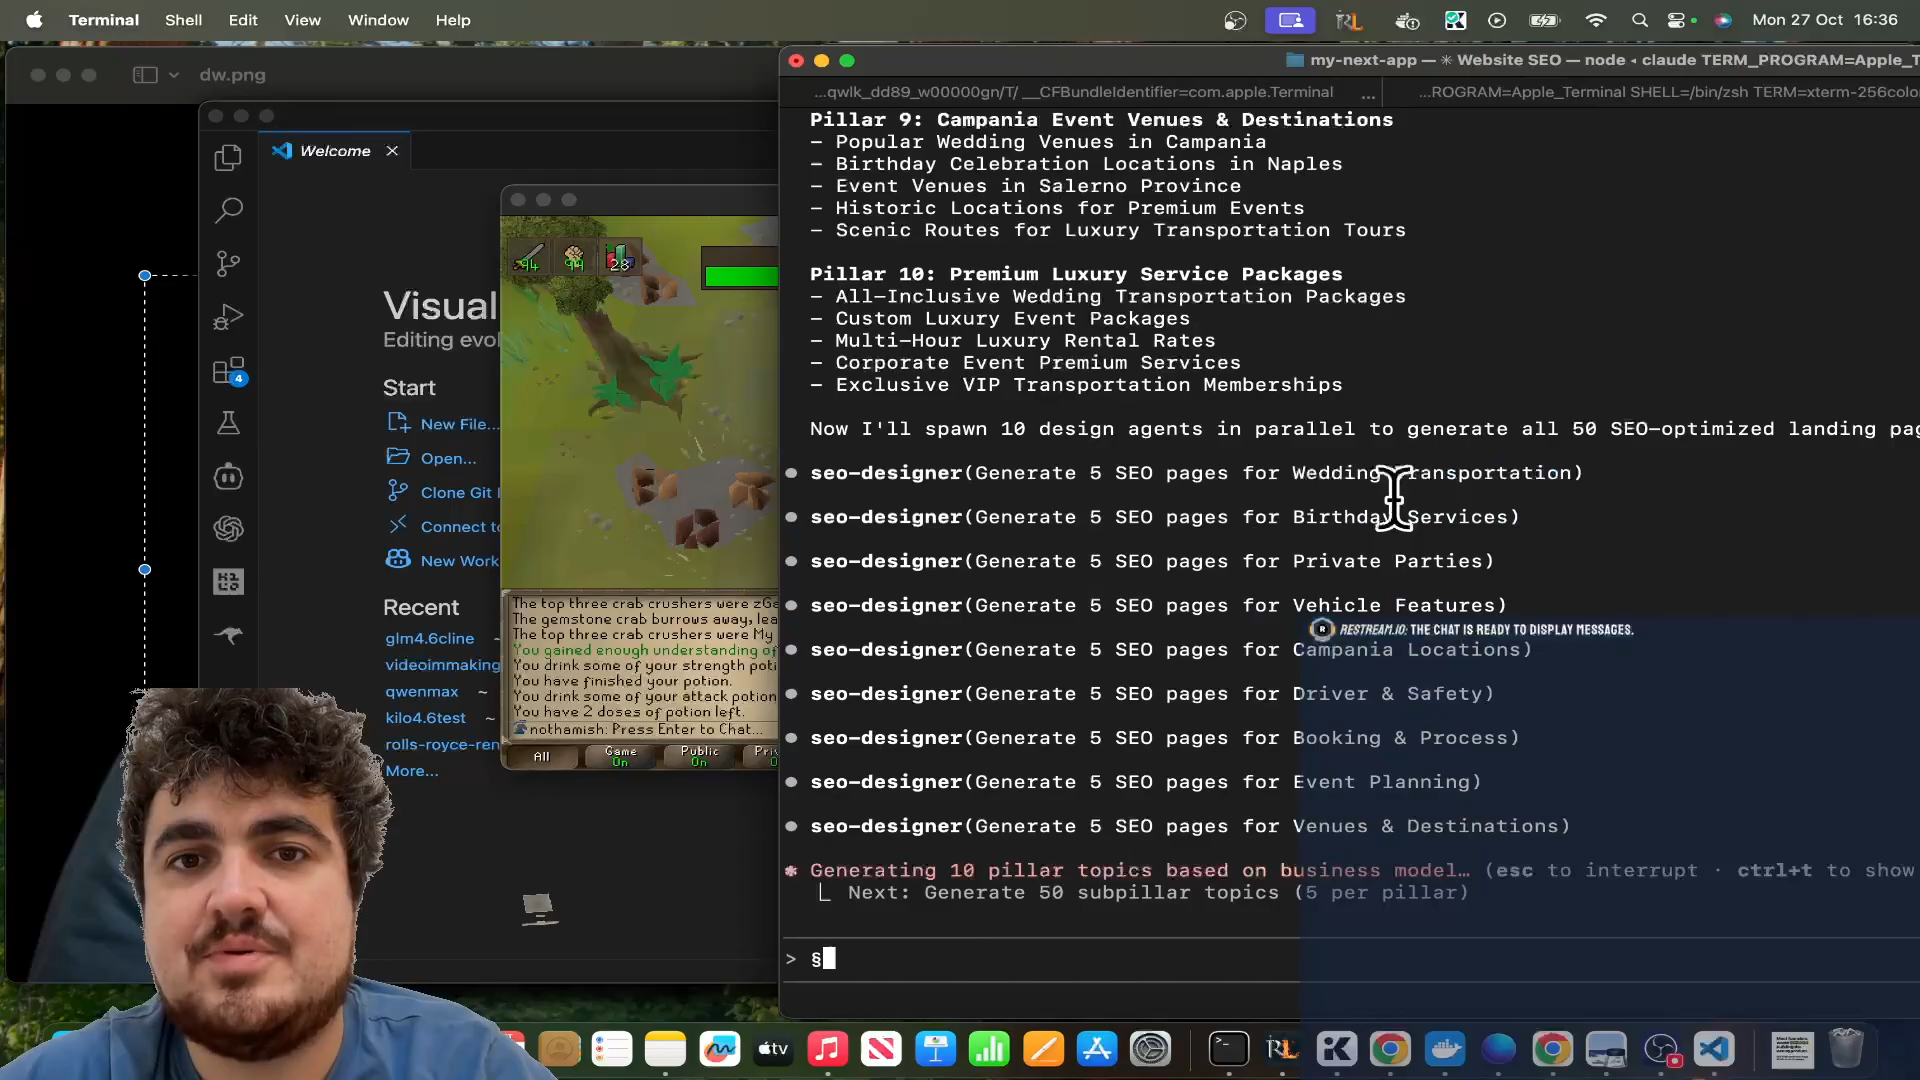 Terminal Shell Edit View Window Help
Mon 27 Oct 16:36
dw.png
my-next-app — ✳ Website SEO — node ◂ claude TERM_PROGRAM=Apple_T
...qwlk_dd89_w00000gn/T/ __CFBundleIdentifier=com.apple.Terminal ...
...ROGRAM=Apple_Terminal SHELL=/bin/zsh TERM=xterm-256colo
Welcome
Visual
Editing evol
Start
New File...
Open...
Clone Git
Connect to
New Work
Recent
glm4.6cline ~
videoimmaking
qwenmax ~
kilo4.6test ~
rolls-royce-ren
More...
4
94
28
The top three crab crushers were zGa
The gemstone crab burrows away, lea
The top three crab crushers were My
You gained enough understanding of
You drink some of your strength poti
You have finished your potion.
You drink some of your attack potion
You have 2 doses of potion left.
nothamish: Press Enter to Chat...
All
Game
On
Public
On
Pri
Pillar 9: Campania Event Venues & Destinations
– Popular Wedding Venues in Campania
– Birthday Celebration Locations in Naples
– Event Venues in Salerno Province
– Historic Locations for Premium Events
– Scenic Routes for Luxury Transportation Tours
Pillar 10: Premium Luxury Service Packages
– All-Inclusive Wedding Transportation Packages
– Custom Luxury Event Packages
– Multi-Hour Luxury Rental Rates
– Corporate Event Premium Services
– Exclusive VIP Transportation Memberships
Now I'll spawn 10 design agents in parallel to generate all 50 SEO-optimized landing pag
seo-designer(Generate 5 SEO pages for Wedding Transportation)
seo-designer(Generate 5 SEO pages for Birthday Services)
seo-designer(Generate 5 SEO pages for Private Parties)
seo-designer(Generate 5 SEO pages for Vehicle Features)
RESTREAM.IO: THE CHAT IS READY TO DISPLAY MESSAGES.
seo-designer(Generate 5 SEO pages for Campania Locations)
seo-designer(Generate 5 SEO pages for Driver & Safety)
seo-designer(Generate 5 SEO pages for Booking & Process)
seo-designer(Generate 5 SEO pages for Event Planning)
seo-designer(Generate 5 SEO pages for Venues & Destinations)
Generating 10 pillar topics based on business model… (esc to interrupt · ctrl+t to show
Next: Generate 50 subpillar topics (5 per pillar)
> §
tv